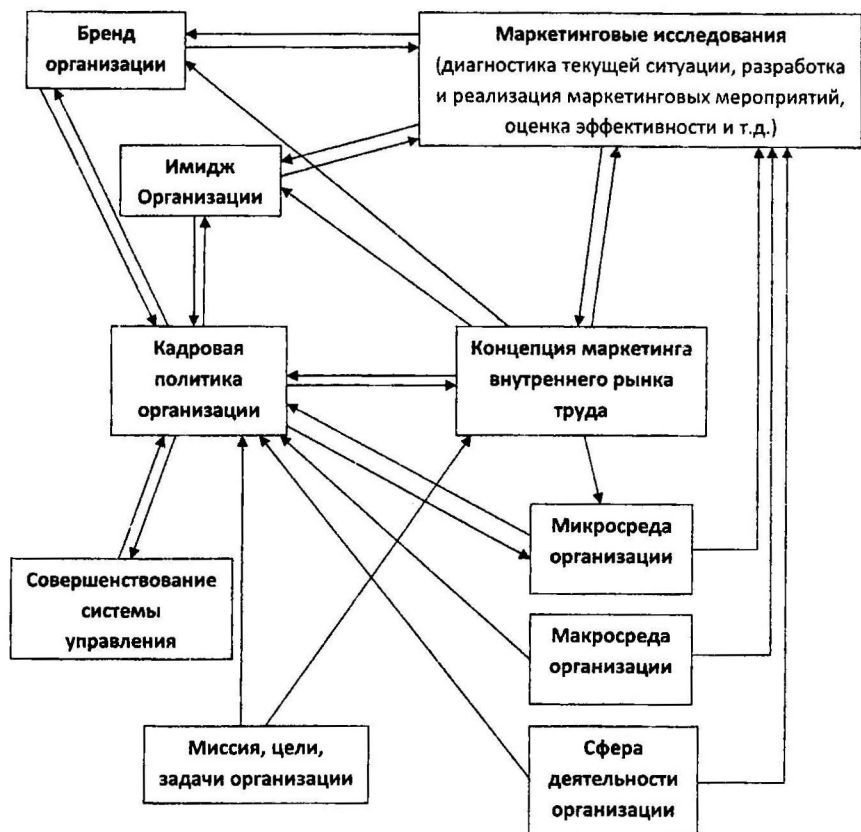 Бренд
организации
Маркетинговые исследования
(диагностика текущей ситуации, разработка
и реализация маркетинговых мероприятий,
оценка эффективности и т.д.)
Имидж
Организации
Кадровая
политика
организации
Концепция маркетинга
внутреннего рынка
труда
Микросреда
организации
Совершенствование
системы
управления
Макросреда
организации
Миссия, цели,
задачи организации
Сфера
деятельности
организации